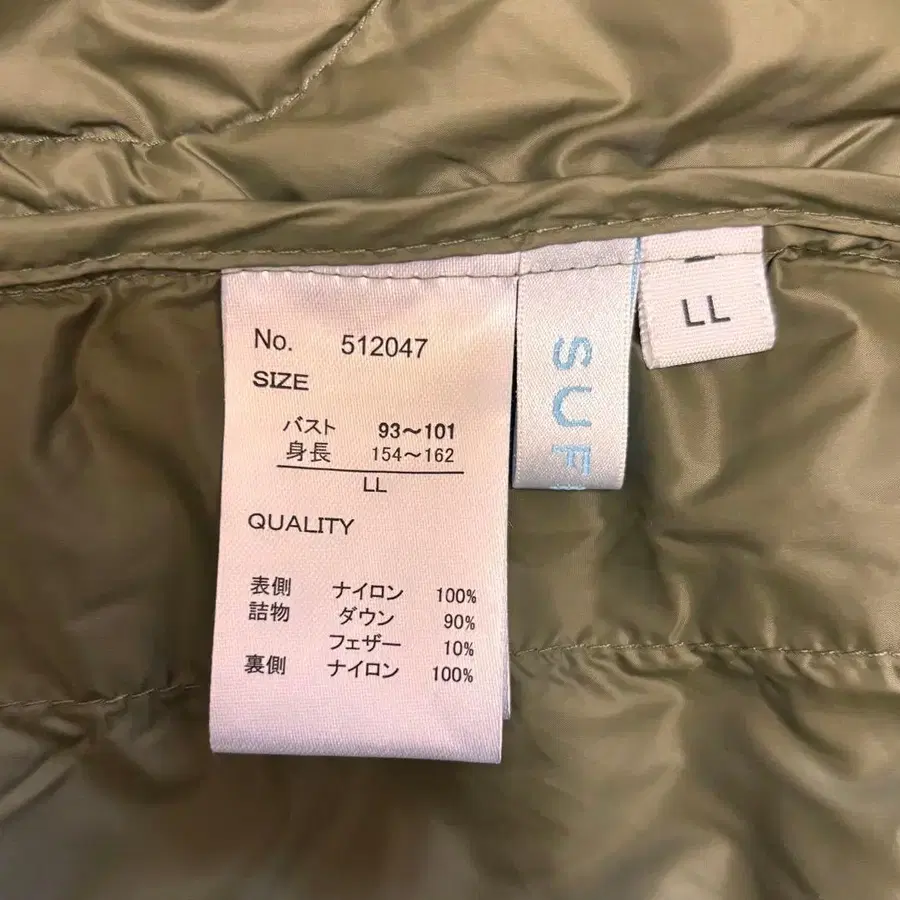 No. 512047
SIZE
バスト 93～101
身長 154～162
LL
QUALITY
表側 ナイロン 100%
詰物 ダウン 90%
フェザー 10%
裏側 ナイロン 100%
SUF
LL